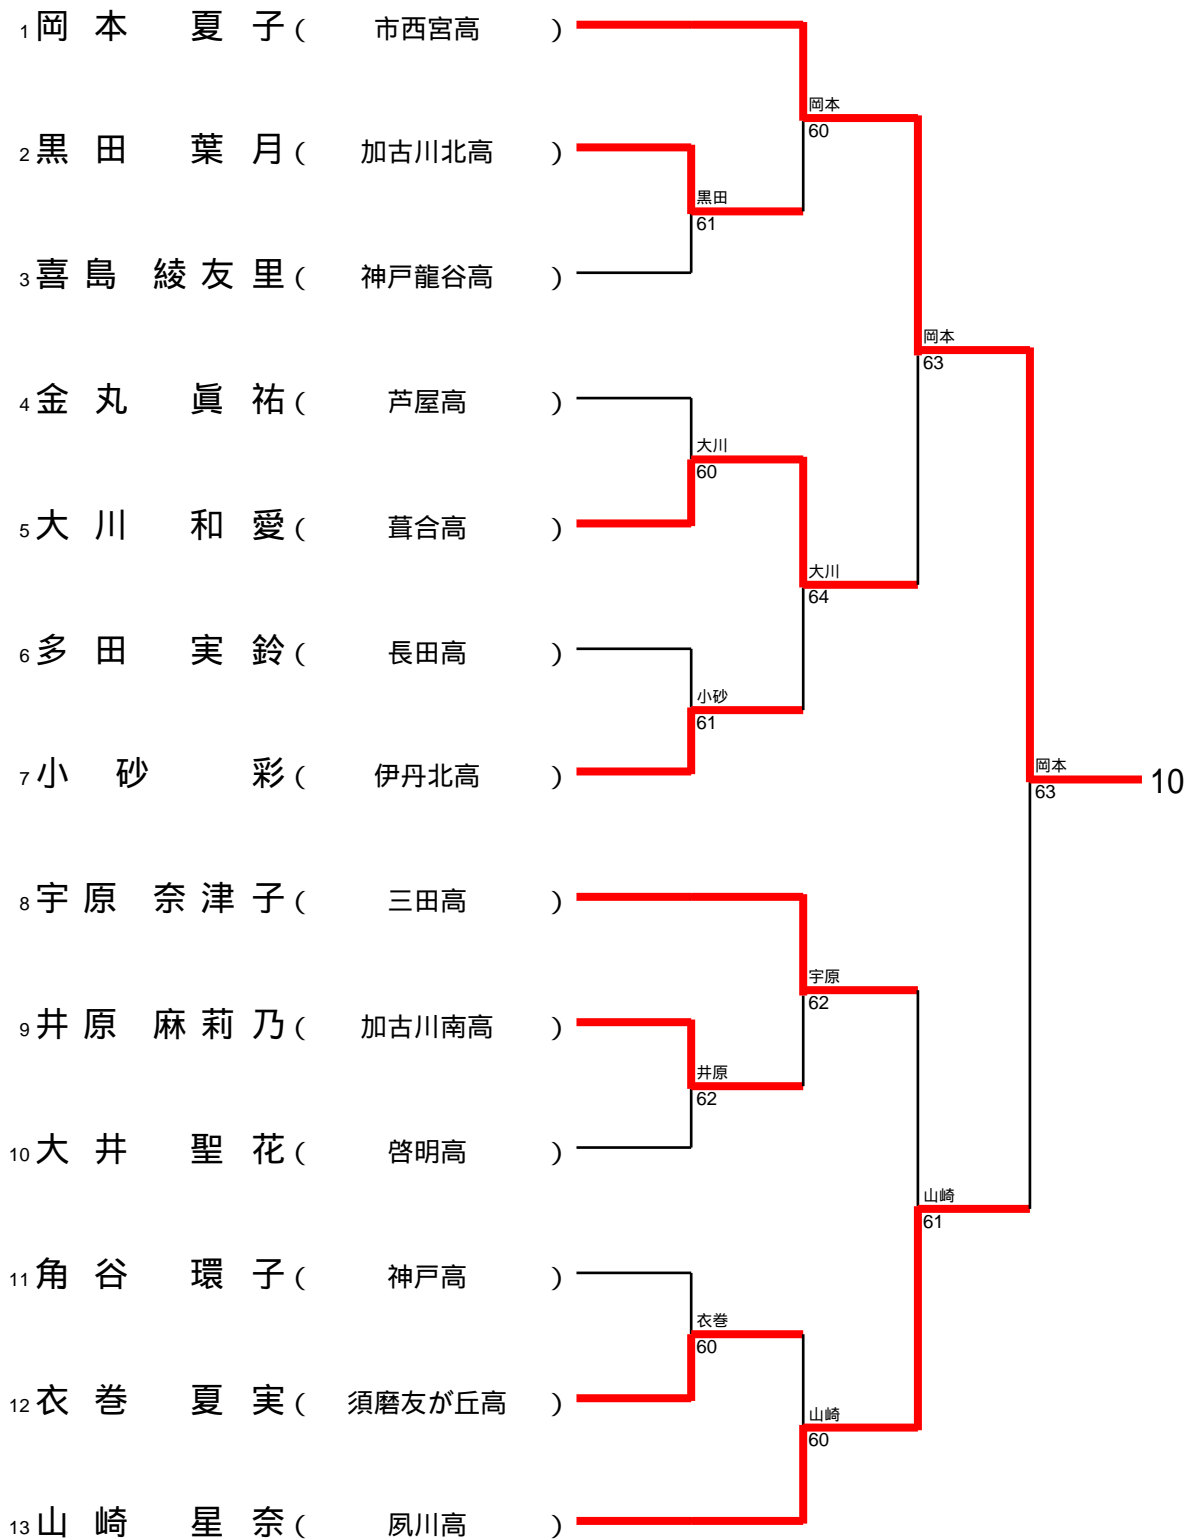 1 岡本 夏子 ( 市西宮高 )
岡本
60
2 黒田 葉月 ( 加古川北高 )
黒田
61
3 喜島 綾友里 ( 神戸龍谷高 )
岡本
63
4 金丸 眞祐 ( 芦屋高 )
大川
60
5 大川 和愛 ( 葺合高 )
大川
64
6 多田 実鈴 ( 長田高 )
小砂
61
7 小砂 彩 ( 伊丹北高 )
岡本
63
10
8 宇原 奈津子 ( 三田高 )
宇原
62
9 井原 麻莉乃 ( 加古川南高 )
井原
62
10 大井 聖花 ( 啓明高 )
山崎
61
11 角谷 環子 ( 神戸高 )
衣巻
60
12 衣巻 夏実 ( 須磨友が丘高 )
山崎
60
13 山崎 星奈 ( 夙川高 )